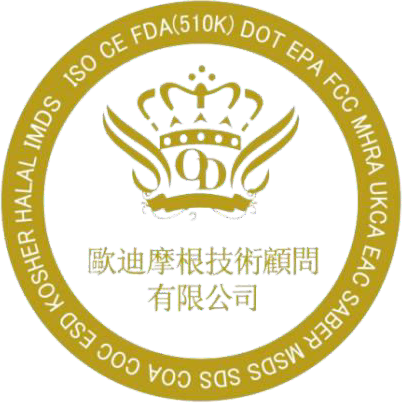 ISO CE FDA(510K) DOT EPA FCC MHRA UKCA EAC SABER MSDS SDS COA COC ESD KOSHER HALAL IMDS
OD
歐迪摩根技術顧問
有限公司